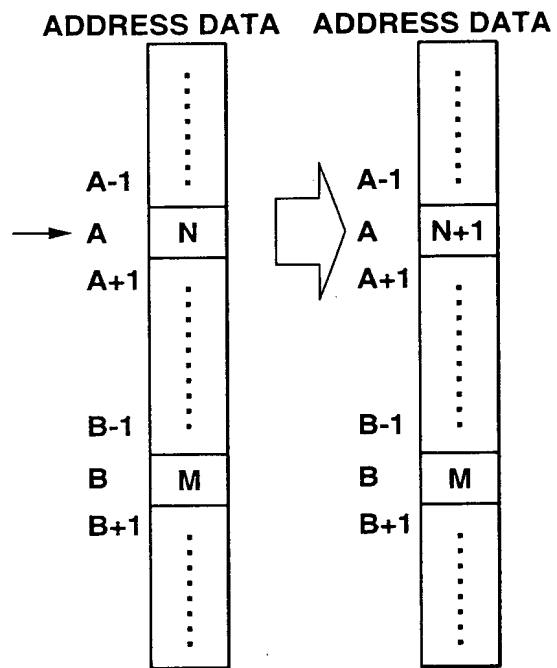 ADDRESS DATA ADDRESS DATA
A-1 A-1
A N A N+1
A+1 A+1
B-1 B-1
B M B M
B+1 B+1